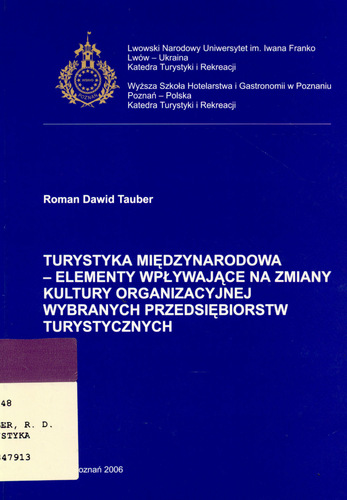 Lwowski Narodowy Uniwersytet im. Iwana Franko
Lwów – Ukraina
Katedra Turystyki i Rekreacji
Wyższa Szkoła Hotelarstwa i Gastronomii w Poznaniu
Poznań – Polska
Katedra Turystyki i Rekreacji
POZNAŃ
Roman Dawid Tauber
TURYSTYKA MIĘDZYNARODOWA
– ELEMENTY WPŁYWAJĄCE NA ZMIANY
KULTURY ORGANIZACYJNEJ
WYBRANYCH PRZEDSIĘBIORSTW
TURYSTYCZNYCH
48
BER, R. D.
STYKA
47913
oznań 2006